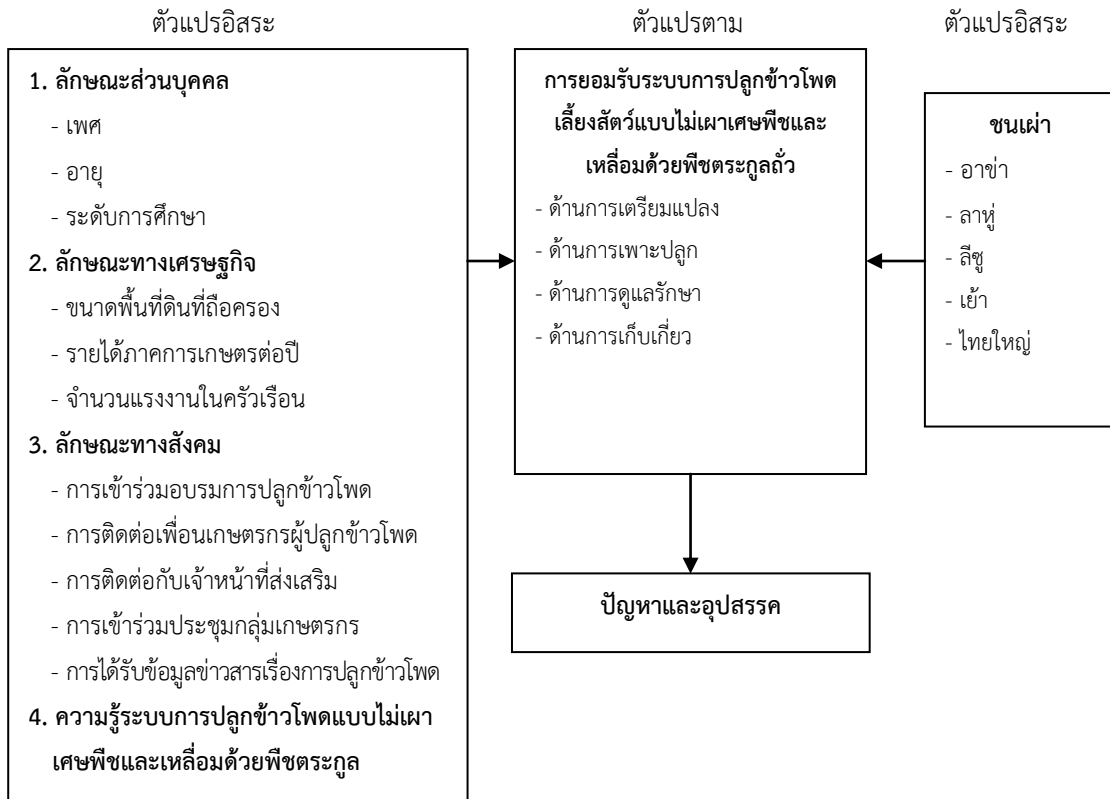 ตัวแปรอิสระ
1. ลักษณะส่วนบุคคล
- เพศ
- อายุ
- ระดับการศึกษา
2. ลักษณะทางเศรษฐกิจ
- ขนาดพื้นที่ดินที่ถือครอง
- รายได้ภาคการเกษตรต่อปี
- จำนวนแรงงานในครัวเรือน
3. ลักษณะทางสังคม
- การเข้าร่วมอบรมการปลูกข้าวโพด
- การติดต่อเพื่อนเกษตรกรผู้ปลูกข้าวโพด
- การติดต่อกับเจ้าหน้าที่ส่งเสริม
- การเข้าร่วมประชุมกลุ่มเกษตรกร
- การได้รับข้อมูลข่าวสารเรื่องการปลูกข้าวโพด
4. ความรู้ระบบการปลูกข้าวโพดแบบไม่เผา
เศษพืชและเหลื่อมด้วยพืชตระกูล
ตัวแปรตาม
การยอมรับระบบการปลูกข้าวโพด
เลี้ยงสัตว์แบบไม่เผาเศษพืชและ
เหลื่อมด้วยพืชตระกูลถั่ว
- ด้านการเตรียมแปลง
- ด้านการเพาะปลูก
- ด้านการดูแลรักษา
- ด้านการเก็บเกี่ยว
ปัญหาและอุปสรรค
ตัวแปรอิสระ
ชนเผ่า
- อาข่า
- ลาหู่
- ลีซู
- เย้า
- ไทยใหญ่